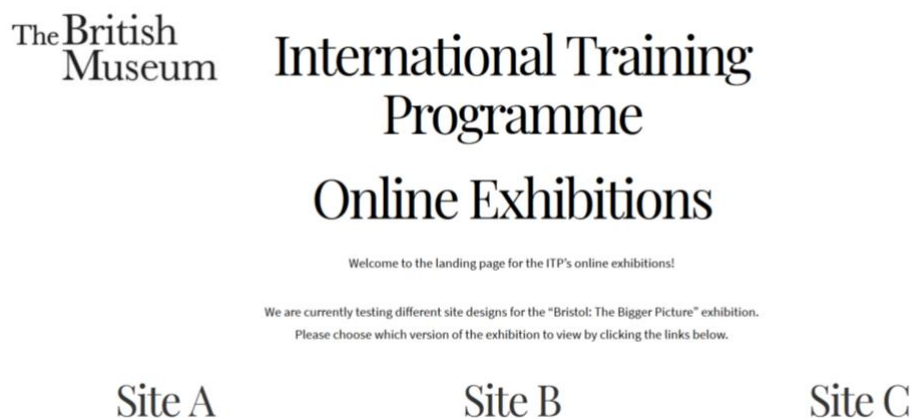 The British
Museum
International Training
Programme
Online Exhibitions
Welcome to the landing page for the ITP's online exhibitions!
We are currently testing different site designs for the "Bristol: The Bigger Picture" exhibition.
Please choose which version of the exhibition to view by clicking the links below.
Site A
Site B
Site C